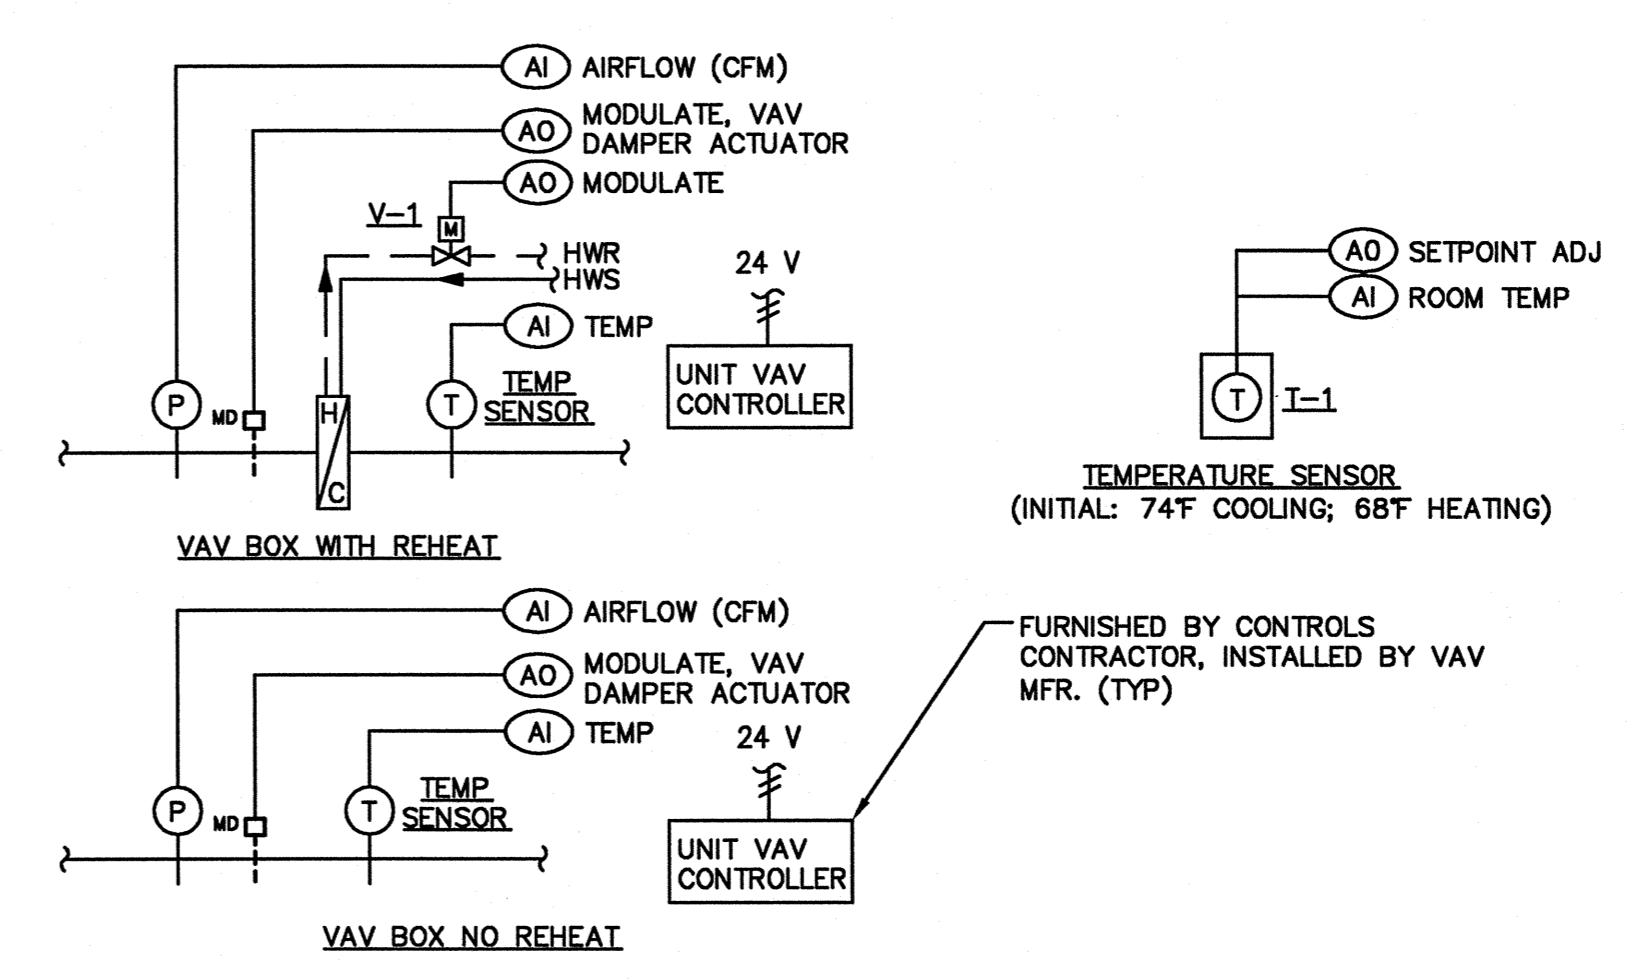 AI AIRFLOW (CFM)
AO MODULATE, VAV
DAMPER ACTUATOR
AO MODULATE
V-1
M
HWR
HWS
AI TEMP
TEMP
SENSOR
P
MD
H
C
T
VAV BOX WITH REHEAT
24 V
UNIT VAV
CONTROLLER
AO SETPOINT ADJ
AI ROOM TEMP
T
T-1
TEMPERATURE SENSOR
(INITIAL: 74°F COOLING; 68°F HEATING)
AI AIRFLOW (CFM)
AO MODULATE, VAV
DAMPER ACTUATOR
AI TEMP
TEMP
SENSOR
P
MD
T
VAV BOX NO REHEAT
24 V
UNIT VAV
CONTROLLER
FURNISHED BY CONTROLS
CONTRACTOR, INSTALLED BY VAV
MFR. (TYP)